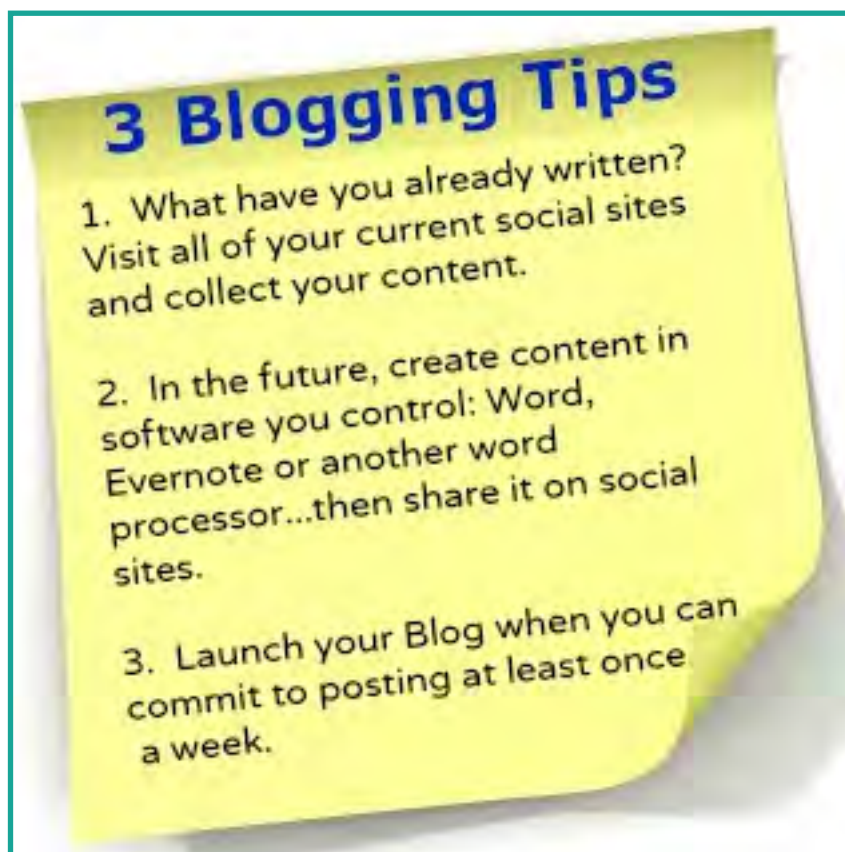 3 Blogging Tips
1. What have you already written?
Visit all of your current social sites
and collect your content.
2. In the future, create content in
software you control: Word,
Evernote or another word
processor...then share it on social
sites.
3. Launch your Blog when you can
commit to posting at least once
a week.